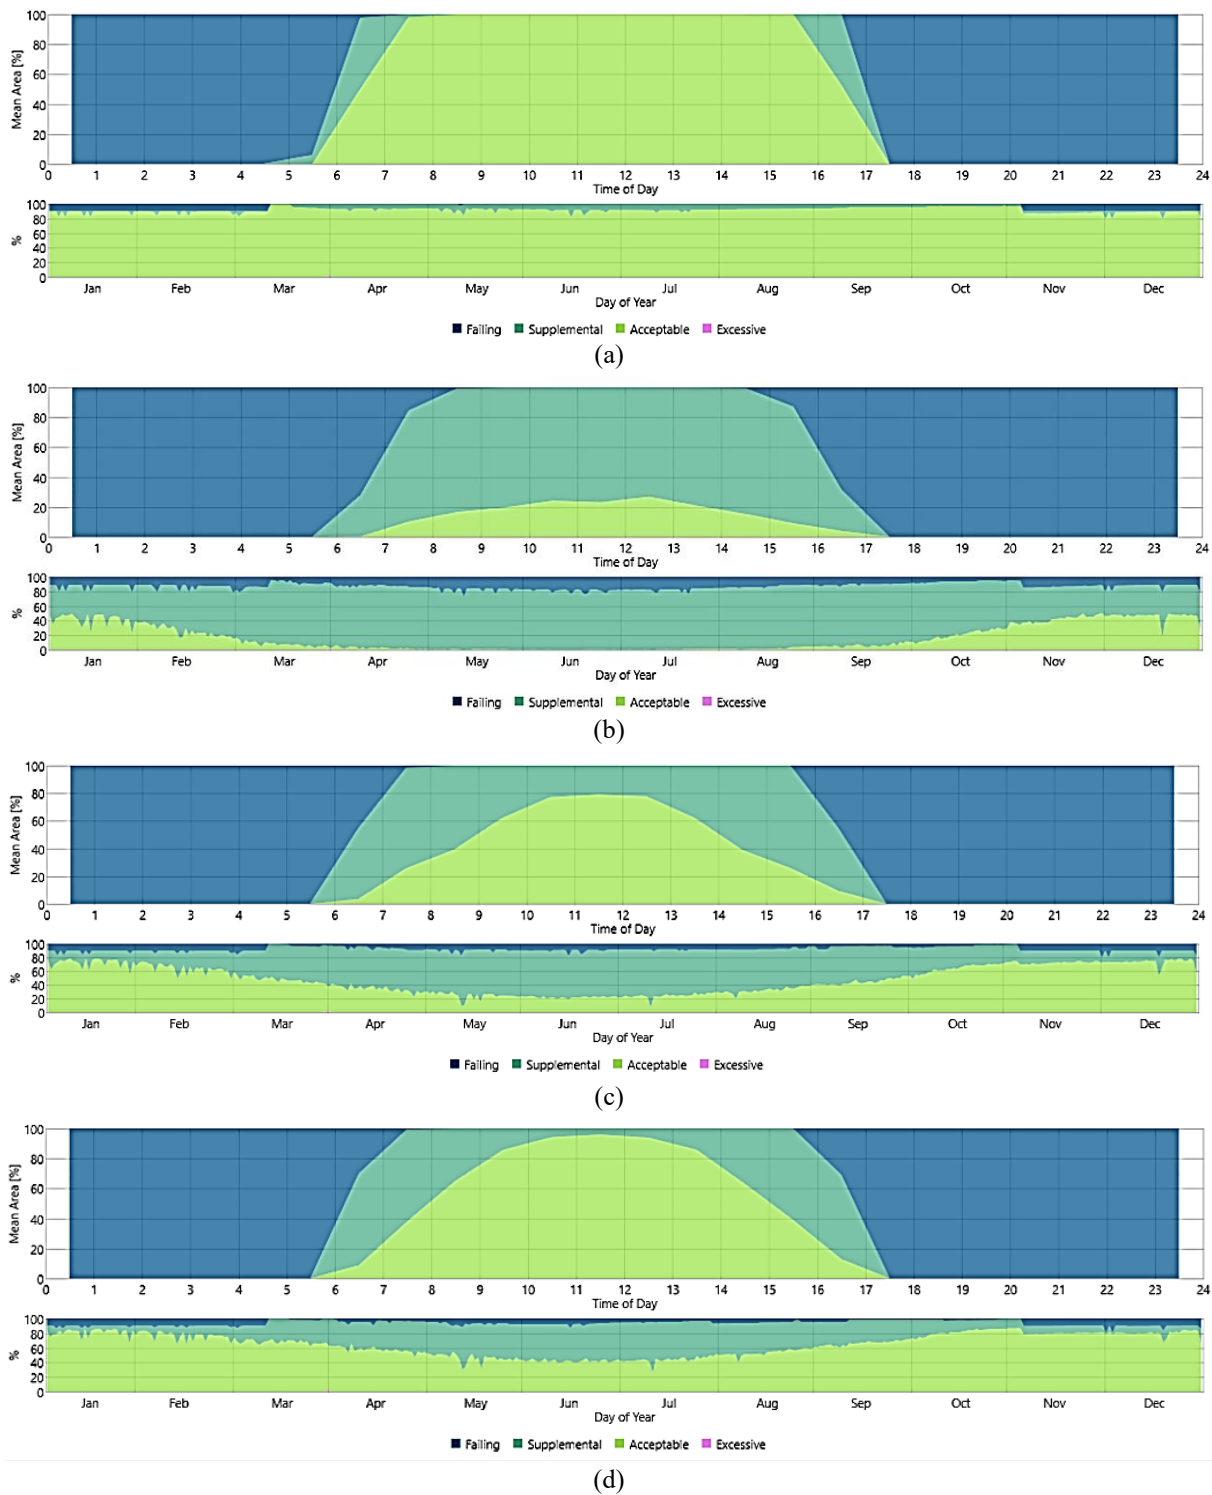 100
80
60
40
20
0
Mean Area [%]
0 1 2 3 4 5 6 7 8 9 10 11 12 13 14 15 16 17 18 19 20 21 22 23 24
Time of Day
100
80
60
40
20
0
%
Jan Feb Mar Apr May Jun Jul Aug Sep Oct Nov Dec
Day of Year
Failing Supplemental Acceptable Excessive
(a)
100
80
60
40
20
0
Mean Area [%]
0 1 2 3 4 5 6 7 8 9 10 11 12 13 14 15 16 17 18 19 20 21 22 23 24
Time of Day
100
80
60
40
20
0
%
Jan Feb Mar Apr May Jun Jul Aug Sep Oct Nov Dec
Day of Year
Failing Supplemental Acceptable Excessive
(b)
100
80
60
40
20
0
Mean Area [%]
0 1 2 3 4 5 6 7 8 9 10 11 12 13 14 15 16 17 18 19 20 21 22 23 24
Time of Day
100
80
60
40
20
0
%
Jan Feb Mar Apr May Jun Jul Aug Sep Oct Nov Dec
Day of Year
Failing Supplemental Acceptable Excessive
(c)
100
80
60
40
20
0
Mean Area [%]
0 1 2 3 4 5 6 7 8 9 10 11 12 13 14 15 16 17 18 19 20 21 22 23 24
Time of Day
100
80
60
40
20
0
%
Jan Feb Mar Apr May Jun Jul Aug Sep Oct Nov Dec
Day of Year
Failing Supplemental Acceptable Excessive
(d)